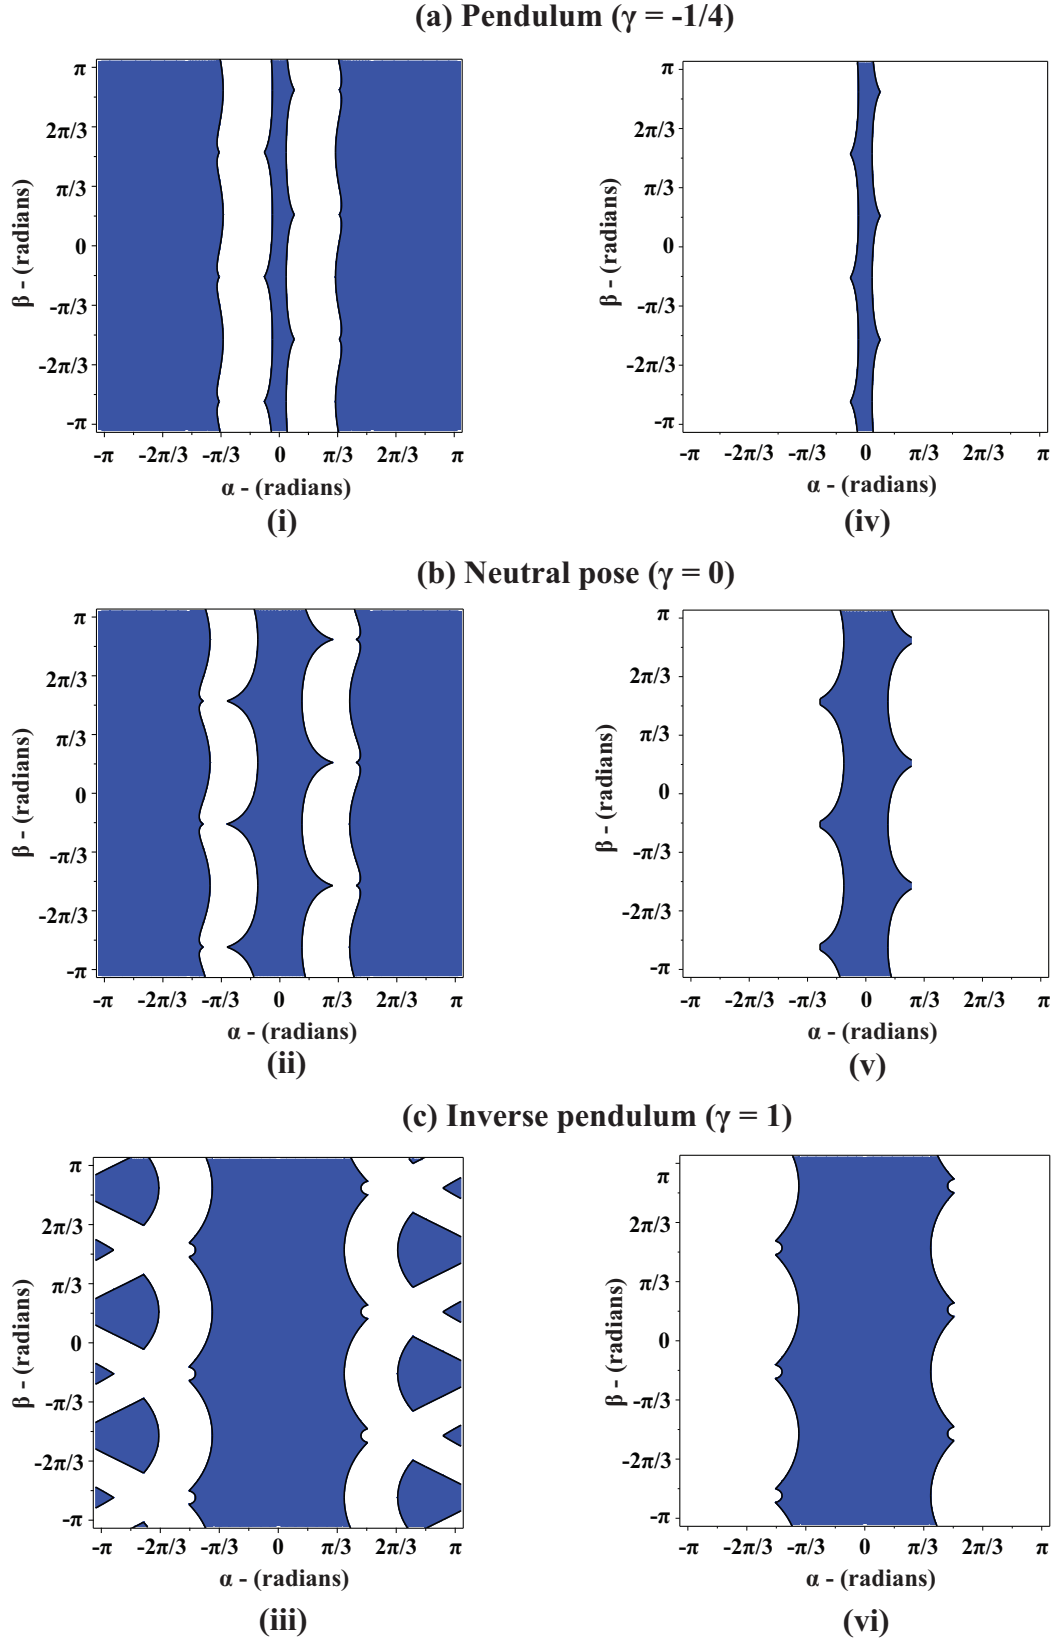 (a) Pendulum (γ = -1/4)
π
2π/3
π/3
0
-π/3
-2π/3
-π
β - (radians)
-π -2π/3 -π/3 0 π/3 2π/3 π
α - (radians)
(i)
π
2π/3
π/3
0
-π/3
-2π/3
-π
β - (radians)
-π -2π/3 -π/3 0 π/3 2π/3 π
α - (radians)
(iv)
(b) Neutral pose (γ = 0)
π
2π/3
π/3
0
-π/3
-2π/3
-π
β - (radians)
-π -2π/3 -π/3 0 π/3 2π/3 π
α - (radians)
(ii)
π
2π/3
π/3
0
-π/3
-2π/3
-π
β - (radians)
-π -2π/3 -π/3 0 π/3 2π/3 π
α - (radians)
(v)
(c) Inverse pendulum (γ = 1)
π
2π/3
π/3
0
-π/3
-2π/3
-π
β - (radians)
-π -2π/3 -π/3 0 π/3 2π/3 π
α - (radians)
(iii)
π
2π/3
π/3
0
-π/3
-2π/3
-π
β - (radians)
-π -2π/3 -π/3 0 π/3 2π/3 π
α - (radians)
(vi)